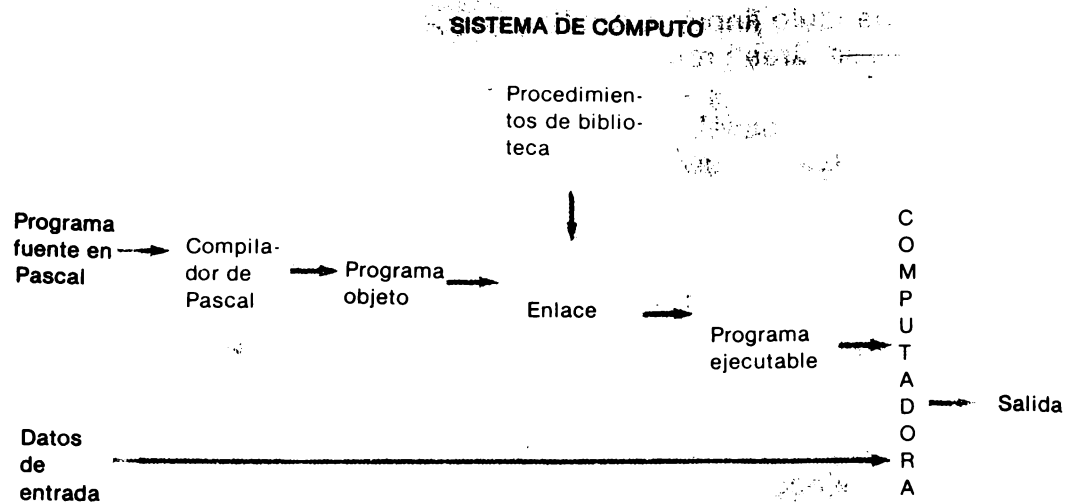 SISTEMA DE CÓMPUTO
Procedimien-
tos de biblio-
teca
Programa
fuente en
Pascal
Compila-
dor de
Pascal
Programa
objeto
Enlace
Programa
ejecutable
C
O
M
P
U
T
A
D
O
R
A
Salida
Datos
de
entrada